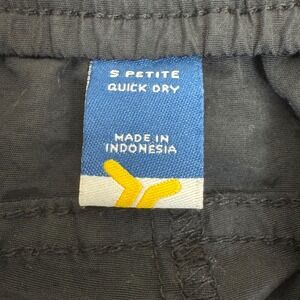 S PETITE
QUICK DRY
MADE IN
INDONESIA